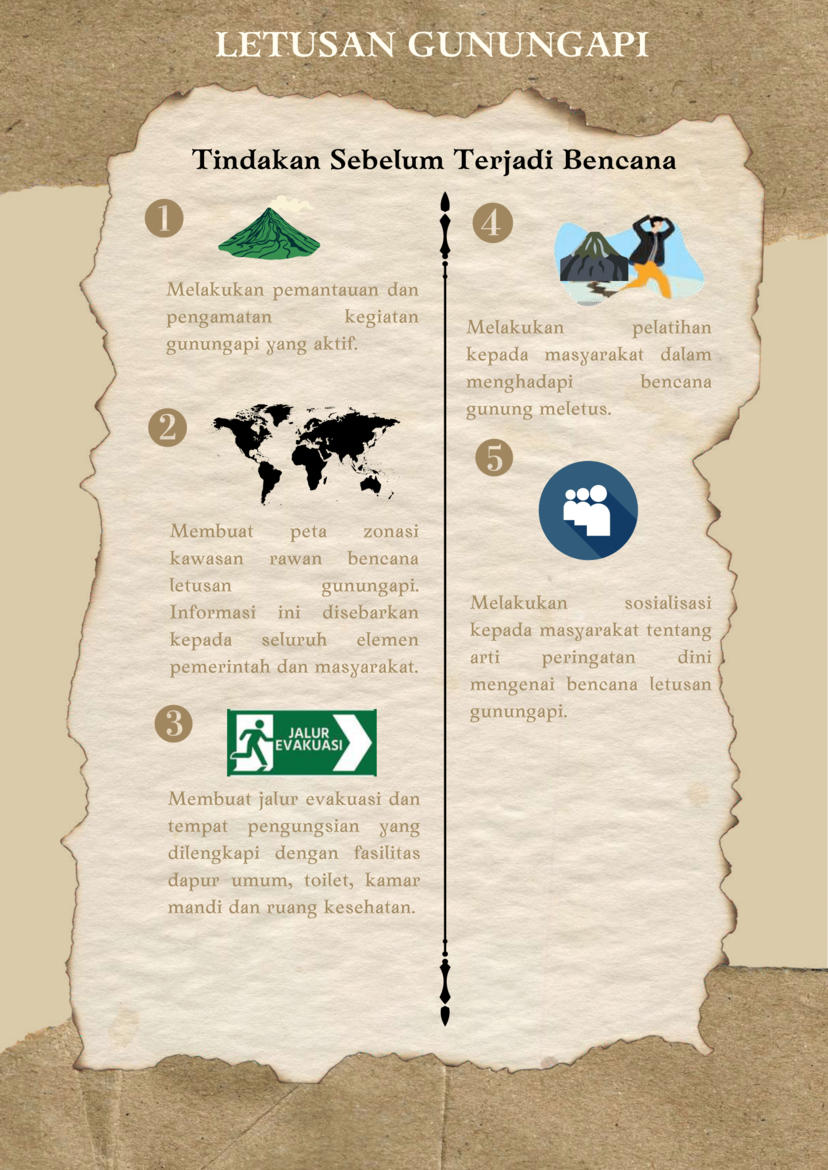 LETUSAN GUNUNGAPI
Tindakan Sebelum Terjadi Bencana
1
Melakukan pemantauan dan
pengamatan kegiatan
gunungapi yang aktif.
2
Membuat peta zonasi
kawasan rawan bencana
letusan gunungapi.
Informasi ini disebarkan
kepada seluruh elemen
pemerintah dan masyarakat.
3
JALUR
EVAKUASI
Membuat jalur evakuasi dan
tempat pengungsian yang
dilengkapi dengan fasilitas
dapur umum, toilet, kamar
mandi dan ruang kesehatan.
4
Melakukan pelatihan
kepada masyarakat dalam
menghadapi bencana
gunung meletus.
5
Melakukan sosialisasi
kepada masyarakat tentang
arti peringatan dini
mengenai bencana letusan
gunungapi.